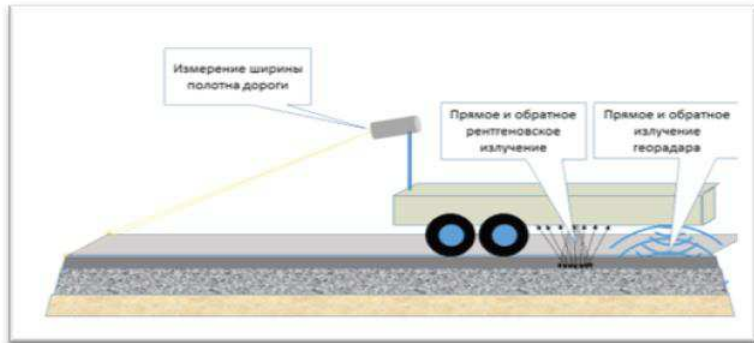 Измерение ширины
полотна дороги
Прямое и обратное
рентгеновское
излучение
Прямое и обратное
излучение
георадара